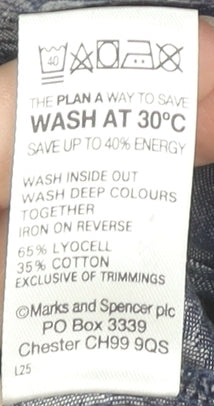 40
THE PLAN A WAY TO SAVE
WASH AT 30ºC
SAVE UP TO 40% ENERGY
WASH INSIDE OUT
WASH DEEP COLOURS
TOGETHER
IRON ON REVERSE
65% LYOCELL
35% COTTON
EXCLUSIVE OF TRIMMINGS
©Marks and Spencer plc
PO Box 3339
Chester CH99 9QS
L25